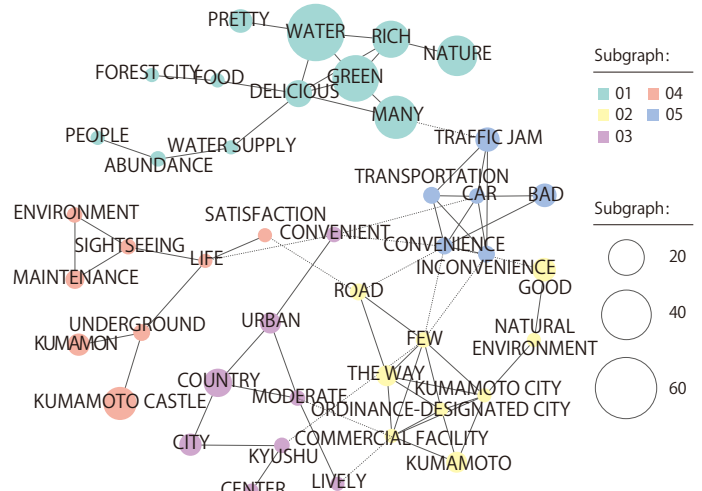 PRETTY
WATER
RICH
NATURE
FOREST CITY
FOOD
GREEN
DELICIOUS
MANY
PEOPLE
WATER SUPPLY
ABUNDANCE
TRAFFIC JAM
TRANSPORTATION
CAR
BAD
ENVIRONMENT
SATISFACTION
SIGHTSEEING
CONVENIENT
CONVENIENCE
MAINTENANCE
LIFE
INCONVENIENCE
GOOD
ROAD
UNDERGROUND
URBAN
NATURAL
ENVIRONMENT
KUMAMON
FEW
COUNTRY
THE WAY
KUMAMOTO CASTLE
MODERATE
KUMAMOTO CITY
ORDINANCE-DESIGNATED CITY
CITY
COMMERCIAL FACILITY
KYUSHU
KUMAMOTO
CENTER
LIVELY
Subgraph:
01
04
02
05
03
Subgraph:
20
40
60